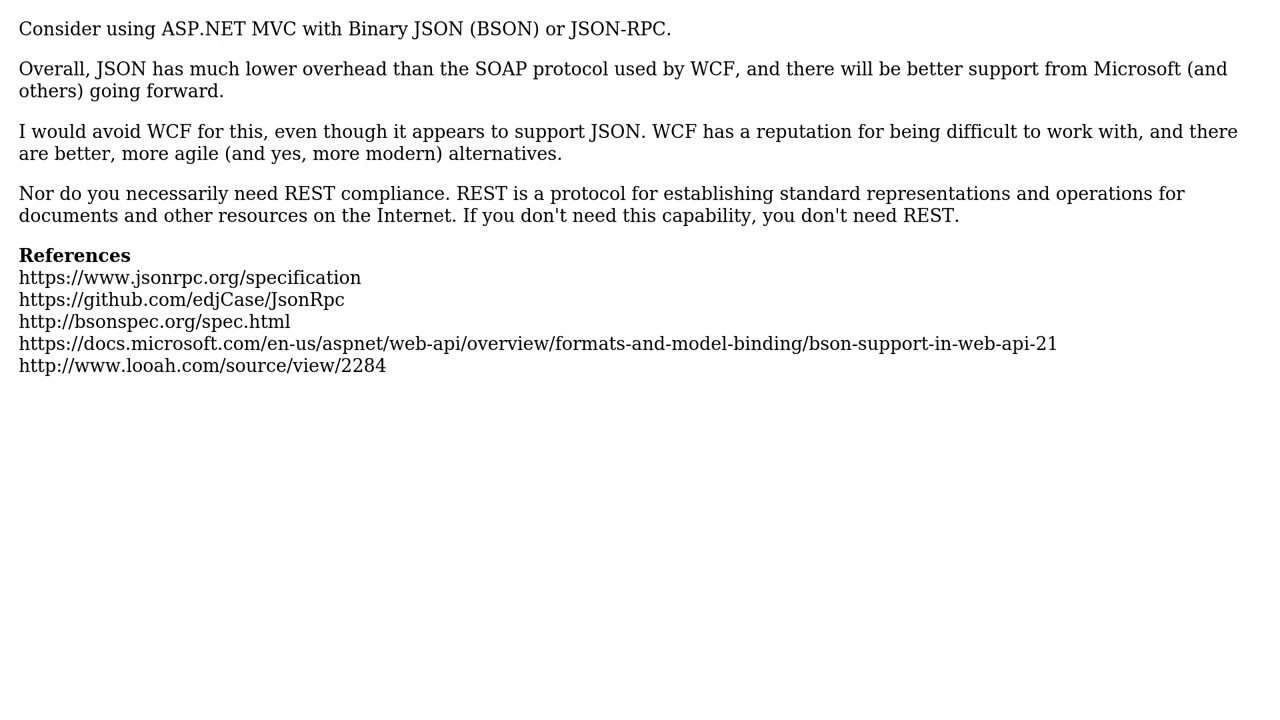 Consider using ASP.NET MVC with Binary JSON (BSON) or JSON-RPC.
Overall, JSON has much lower overhead than the SOAP protocol used by WCF, and there will be better support from Microsoft (and
others) going forward.
I would avoid WCF for this, even though it appears to support JSON. WCF has a reputation for being difficult to work with, and there
are better, more agile (and yes, more modern) alternatives.
Nor do you necessarily need REST compliance. REST is a protocol for establishing standard representations and operations for
documents and other resources on the Internet. If you don't need this capability, you don't need REST.
References
https://www.jsonrpc.org/specification
https://github.com/edjCase/JsonRpc
http://bsonspec.org/spec.html
https://docs.microsoft.com/en-us/aspnet/web-api/overview/formats-and-model-binding/bson-support-in-web-api-21
http://www.looah.com/source/view/2284